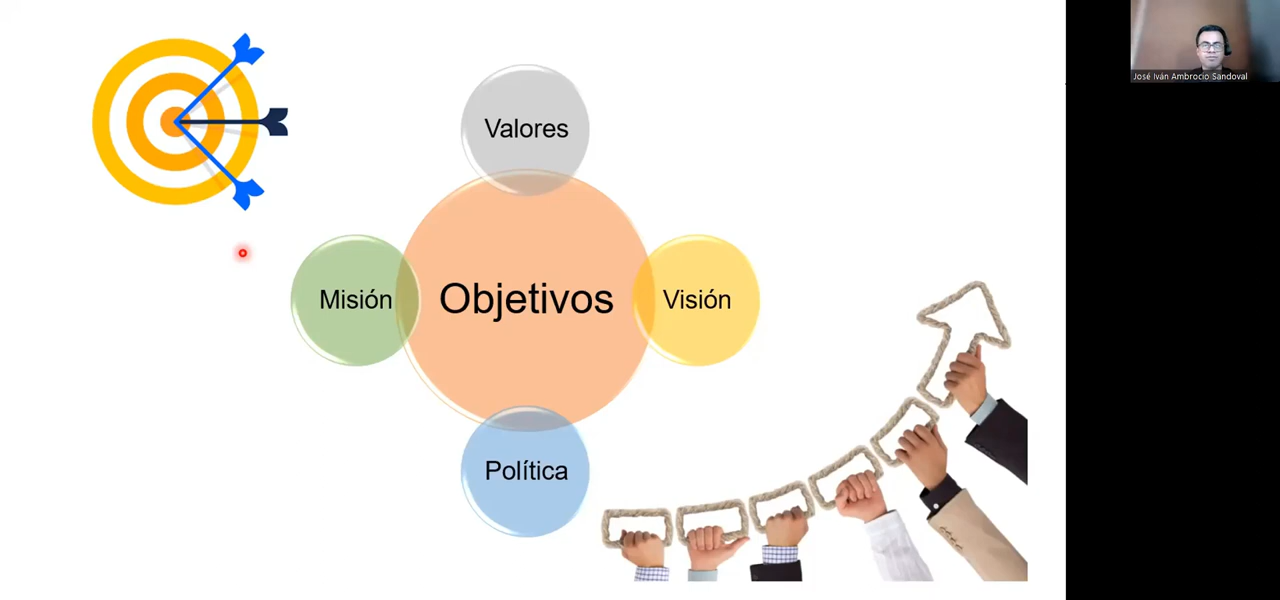 José Iván Ambrocio Sandoval
Valores
Misión
Objetivos
Visión
Política